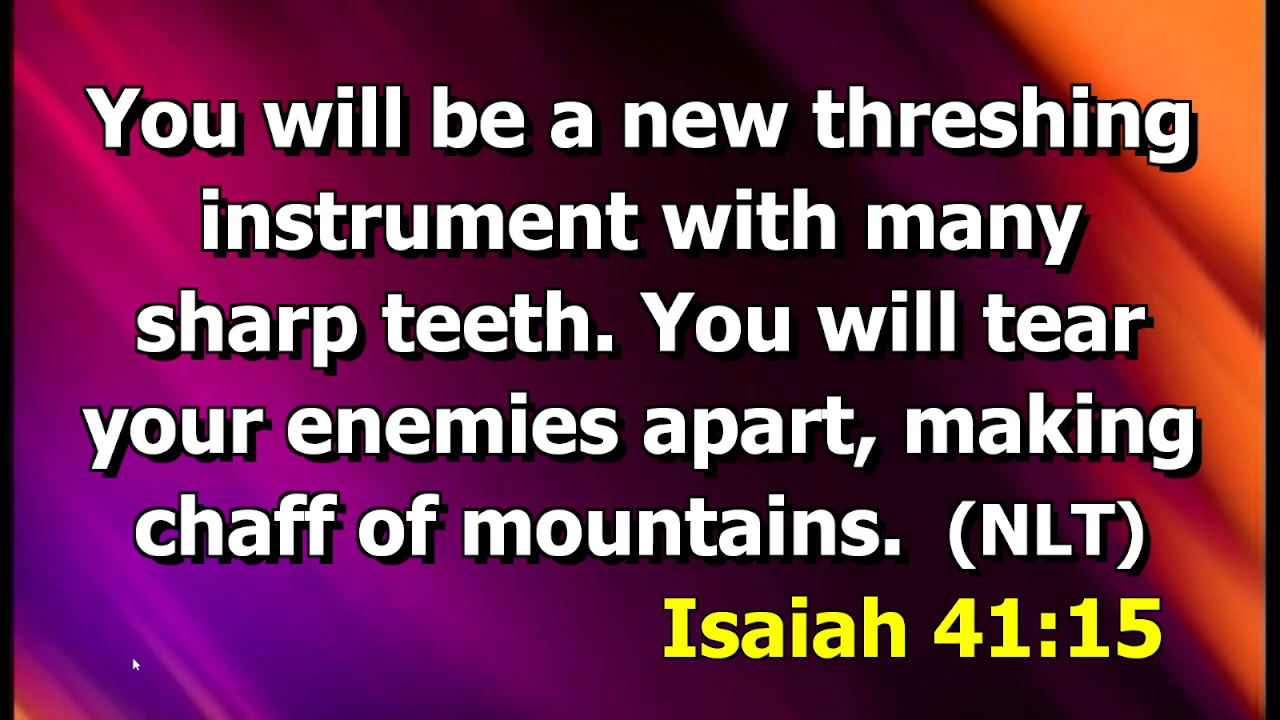 You will be a new threshing
instrument with many
sharp teeth. You will tear
your enemies apart, making
chaff of mountains. (NLT)
Isaiah 41:15